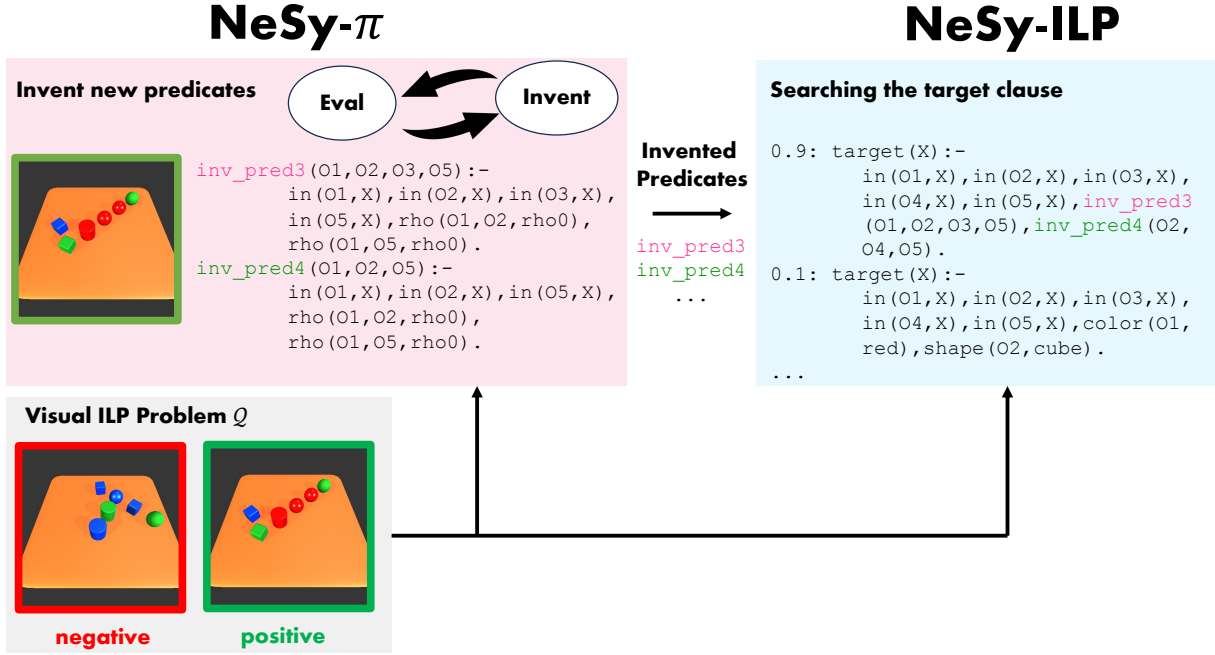 NeSy-π
NeSy-ILP
Invent new predicates
Eval
Invent
inv_pred3(O1,O2,O3,O5):-
in(O1,X),in(O2,X),in(O3,X),
in(O5,X),rho(O1,O2,rho0),
rho(O1,O5,rho0).
inv_pred4(O1,O2,O5):-
in(O1,X),in(O2,X),in(O5,X),
rho(O1,O2,rho0),
rho(O1,O5,rho0).
Invented
Predicates
inv_pred3
inv_pred4
...
Searching the target clause
0.9: target(X):-
in(O1,X),in(O2,X),in(O3,X),
in(O4,X),in(O5,X),inv_pred3
(O1,O2,O3,O5),inv_pred4(O2,
O4,O5).
0.1: target(X):-
in(O1,X),in(O2,X),in(O3,X),
in(O4,X),in(O5,X),color(O1,
red),shape(O2,cube).
...
Visual ILP Problem 𝒬
negative
positive